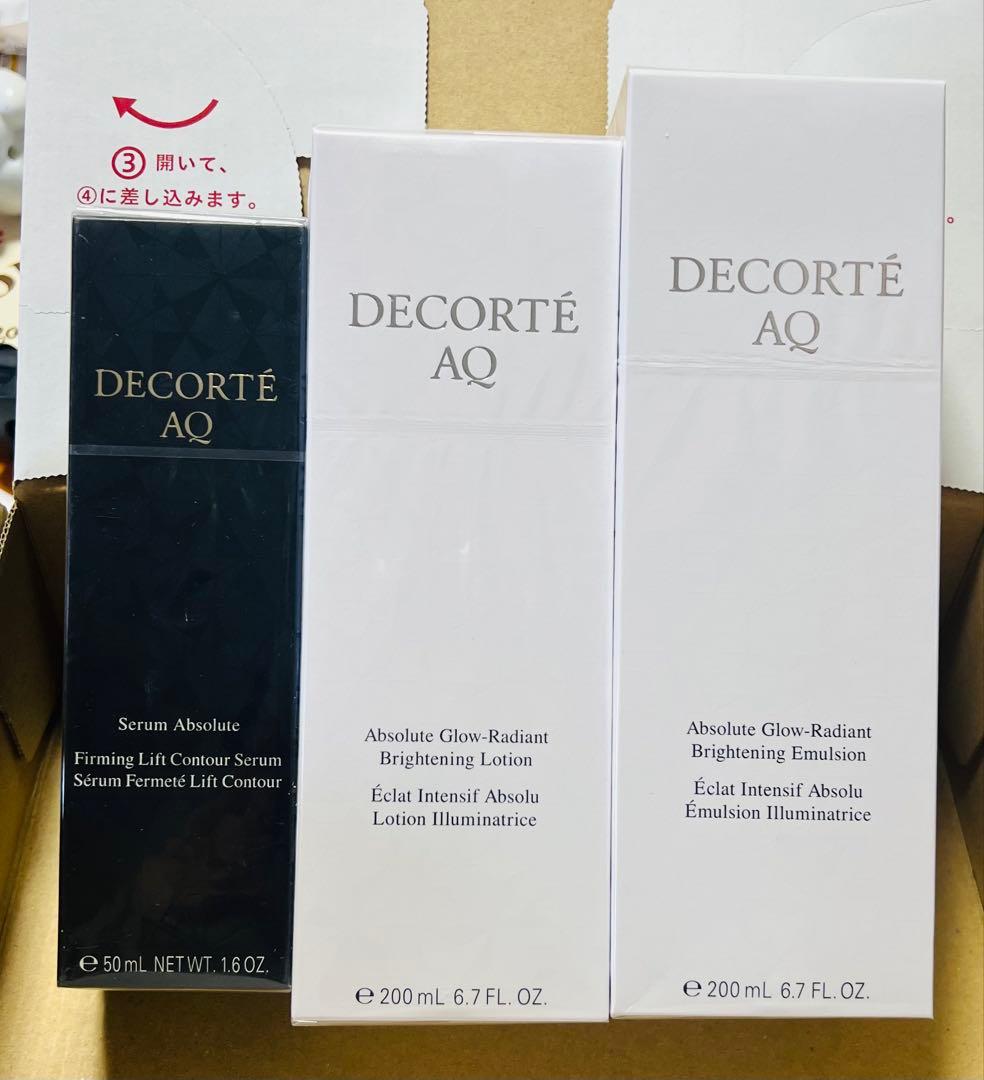 ③ 開いて、
④に差し込みます。
DECORTÉ
AQ
Serum Absolute
Firming Lift Contour Serum
Sérum Fermeté Lift Contour
℮ 50 mL NET WT. 1.6 OZ.
DECORTÉ
AQ
Absolute Glow-Radiant
Brightening Lotion
Éclat Intensif Absolu
Lotion Illuminatrice
℮ 200 mL 6.7 FL. OZ.
DECORTÉ
AQ
Absolute Glow-Radiant
Brightening Emulsion
Éclat Intensif Absolu
Émulsion Illuminatrice
℮ 200 mL 6.7 FL. OZ.